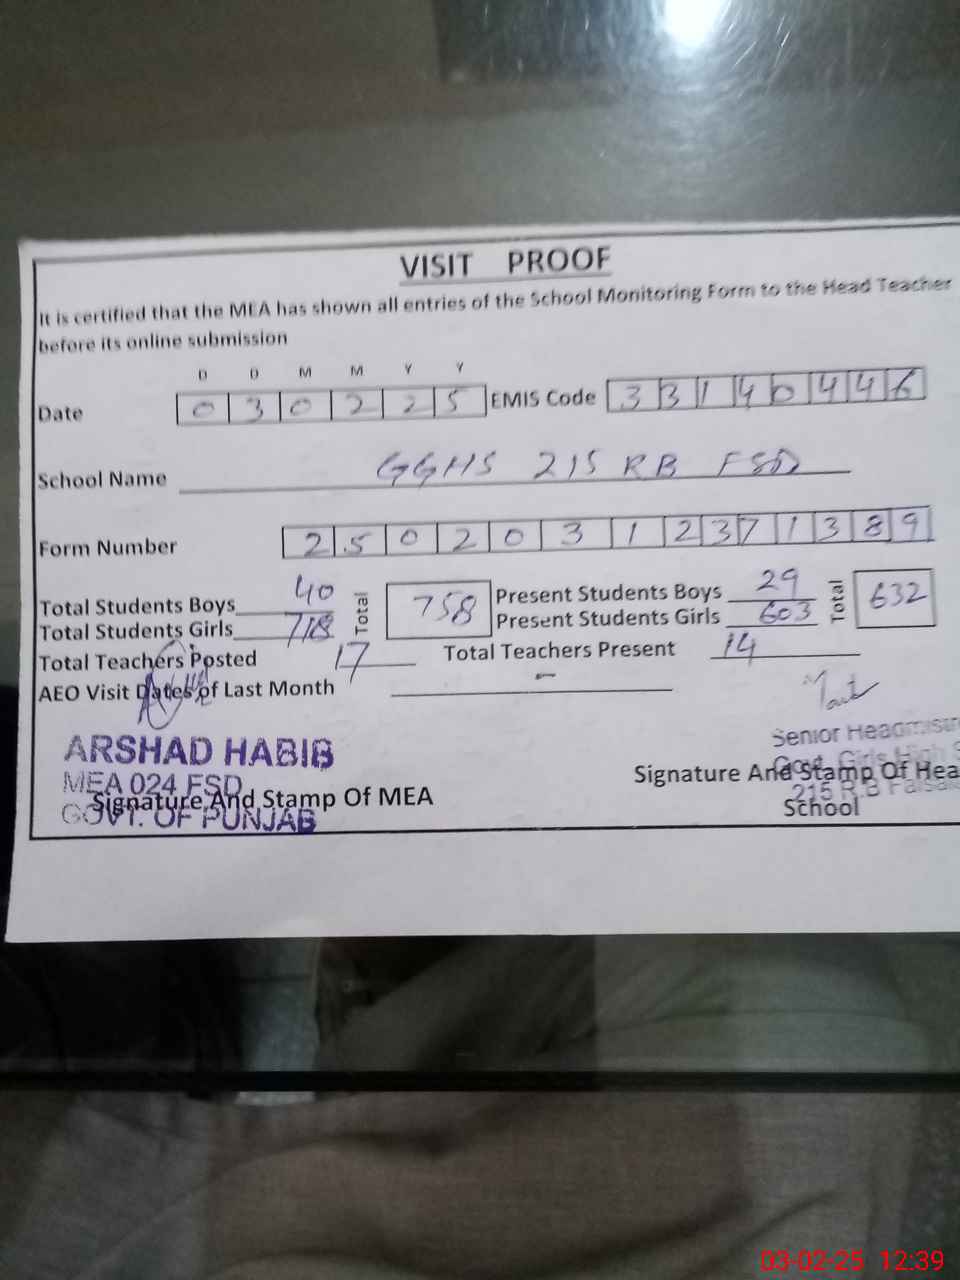 VISIT PROOF
It is certified that the MEA has shown all entries of the School Monitoring Form to the Head Teacher
before its online submission
D D M M Y Y
Date 0 3 0 2 2 5 EMIS Code 3 3 1 4 0 4 4 6
School Name GGHS 215 RB FSD
Form Number 2 5 0 2 0 3 1 2 3 7 1 3 8 9
Total Students Boys 40 Total 758 Present Students Boys 29 Total 632
Total Students Girls 718 Present Students Girls 603
Total Teachers Posted 17 Total Teachers Present 14
AEO Visit Dates of Last Month -
ARSHAD HABIB
MEA 024 FSD
GOVT. OF PUNJAB
Signature And Stamp Of MEA
Senior Headmistr
Govt. Girls High S
215 R.B Faisala
Signature And Stamp Of Hea
School
03-02-25 12:39